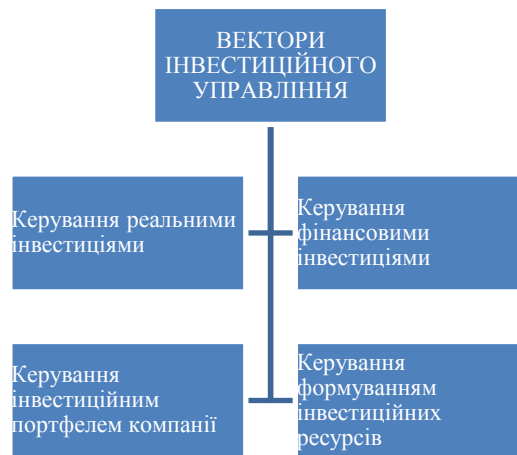 ВЕКТОРИ
ІНВЕСТИЦІЙНОГО
УПРАВЛІННЯ
Керування реальними
інвестиціями
Керування
фінансовими
інвестиціями
Керування
інвестиційним
портфелем компанії
Керування
формуванням
інвестиційних
ресурсів